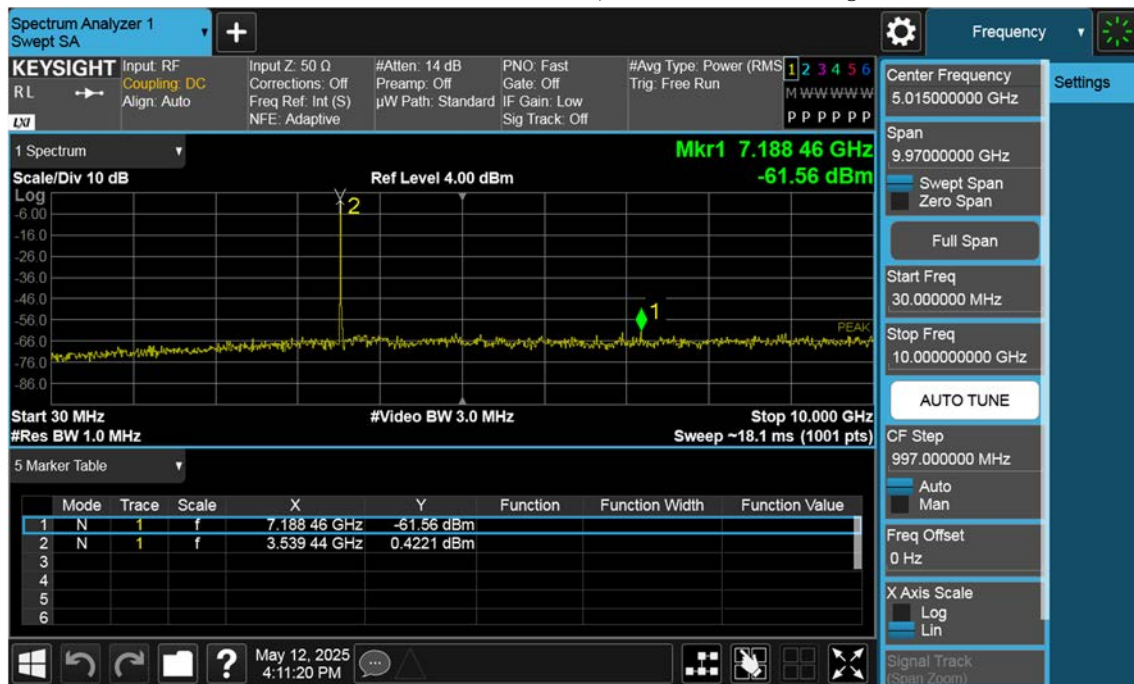 Spectrum Analyzer 1
Swept SA
+
Frequency
KEYSIGHT
RL
LXI
Input: RF
Coupling: DC
Align: Auto
Input Z: 50 Ω
Corrections: Off
Freq Ref: Int (S)
NFE: Adaptive
#Atten: 14 dB
Preamp: Off
µW Path: Standard
PNO: Fast
Gate: Off
IF Gain: Low
Sig Track: Off
#Avg Type: Power (RMS
Trig: Free Run
1 2 3 4 5 6
M W W W W W
P P P P P P
1 Spectrum
Mkr1 7.188 46 GHz
-61.56 dBm
Scale/Div 10 dB
Ref Level 4.00 dBm
Log
-6.00
-16.0
-26.0
-36.0
-46.0
-56.0
-66.0
-76.0
-86.0
2
1
PEAK
Start 30 MHz
#Video BW 3.0 MHz
Stop 10.000 GHz
#Res BW 1.0 MHz
Sweep ~18.1 ms (1001 pts)
5 Marker Table
Mode Trace Scale X Y Function Function Width Function Value
1 N 1 f 7.188 46 GHz -61.56 dBm
2 N 1 f 3.539 44 GHz 0.4221 dBm
3
4
5
6
?
May 12, 2025
4:11:20 PM
Center Frequency
5.015000000 GHz
Span
9.97000000 GHz
Swept Span
Zero Span
Full Span
Start Freq
30.000000 MHz
Stop Freq
10.000000000 GHz
AUTO TUNE
CF Step
997.000000 MHz
Auto
Man
Freq Offset
0 Hz
X Axis Scale
Log
Lin
Signal Track
(Span Zoom)
Settings